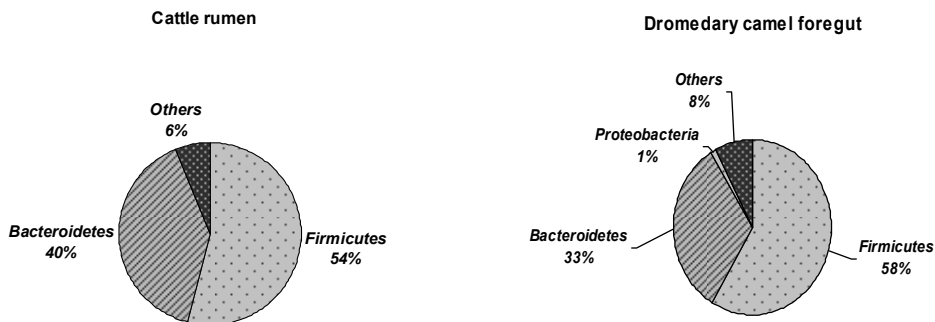 Cattle rumen
Others
6%
Bacteroidetes
40%
Firmicutes
54%
Dromedary camel foregut
Others
8%
Proteobacteria
1%
Bacteroidetes
33%
Firmicutes
58%